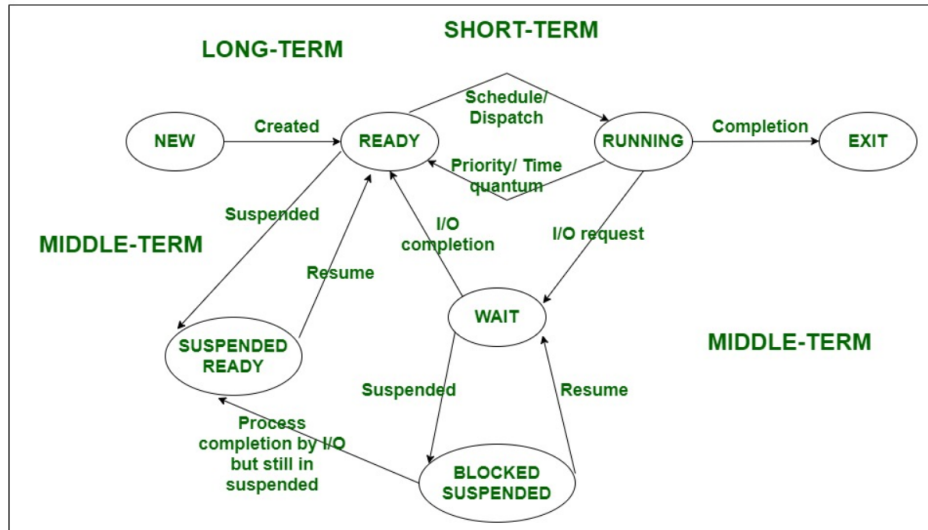 SHORT-TERM
LONG-TERM
Schedule/
Dispatch
NEW
Created
READY
RUNNING
Completion
EXIT
Priority/ Time
quantum
Suspended
I/O
completion
I/O request
MIDDLE-TERM
Resume
WAIT
SUSPENDED
READY
MIDDLE-TERM
Suspended
Resume
Process
completion by I/O
but still in
suspended
BLOCKED
SUSPENDED